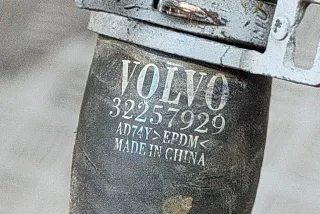 VOLVO
32257929
AD74Y>EPDM<
MADE IN CHINA